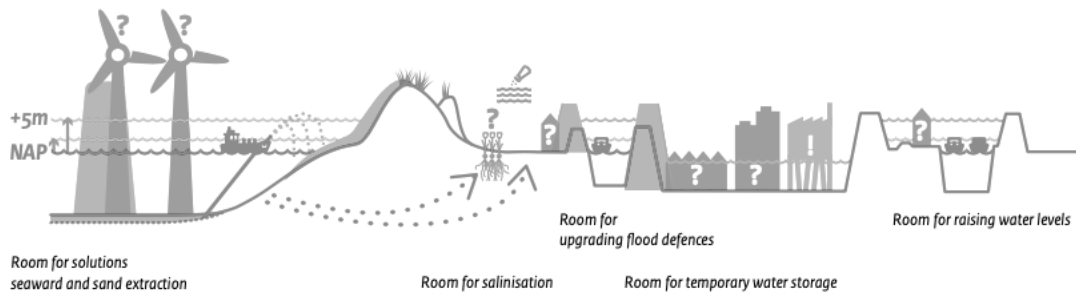 ? ?
+5m
NAP
?
?
? ? !
?
Room for solutions
seaward and sand extraction
Room for salinisation
Room for
upgrading flood defences
Room for temporary water storage
Room for raising water levels